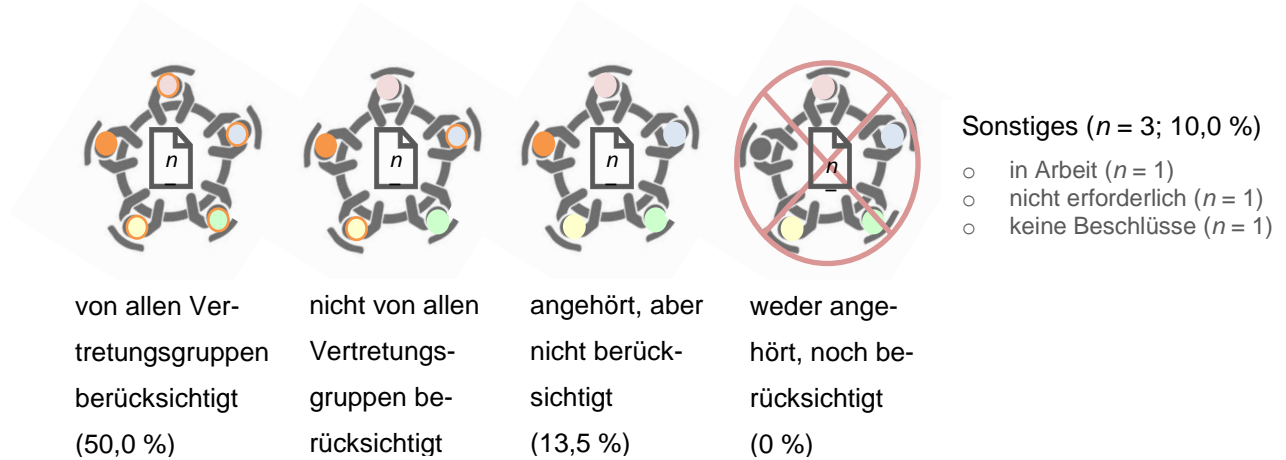 n
_
n
_
n
_
n
_
Sonstiges (n = 3; 10,0 %)
○ in Arbeit (n = 1)
○ nicht erforderlich (n = 1)
○ keine Beschlüsse (n = 1)
von allen Ver-
tretungsgruppen
berücksichtigt
(50,0 %)
nicht von allen
Vertretungs-
gruppen be-
rücksichtigt
angehört, aber
nicht berück-
sichtigt
(13,5 %)
weder ange-
hört, noch be-
rücksichtigt
(0 %)